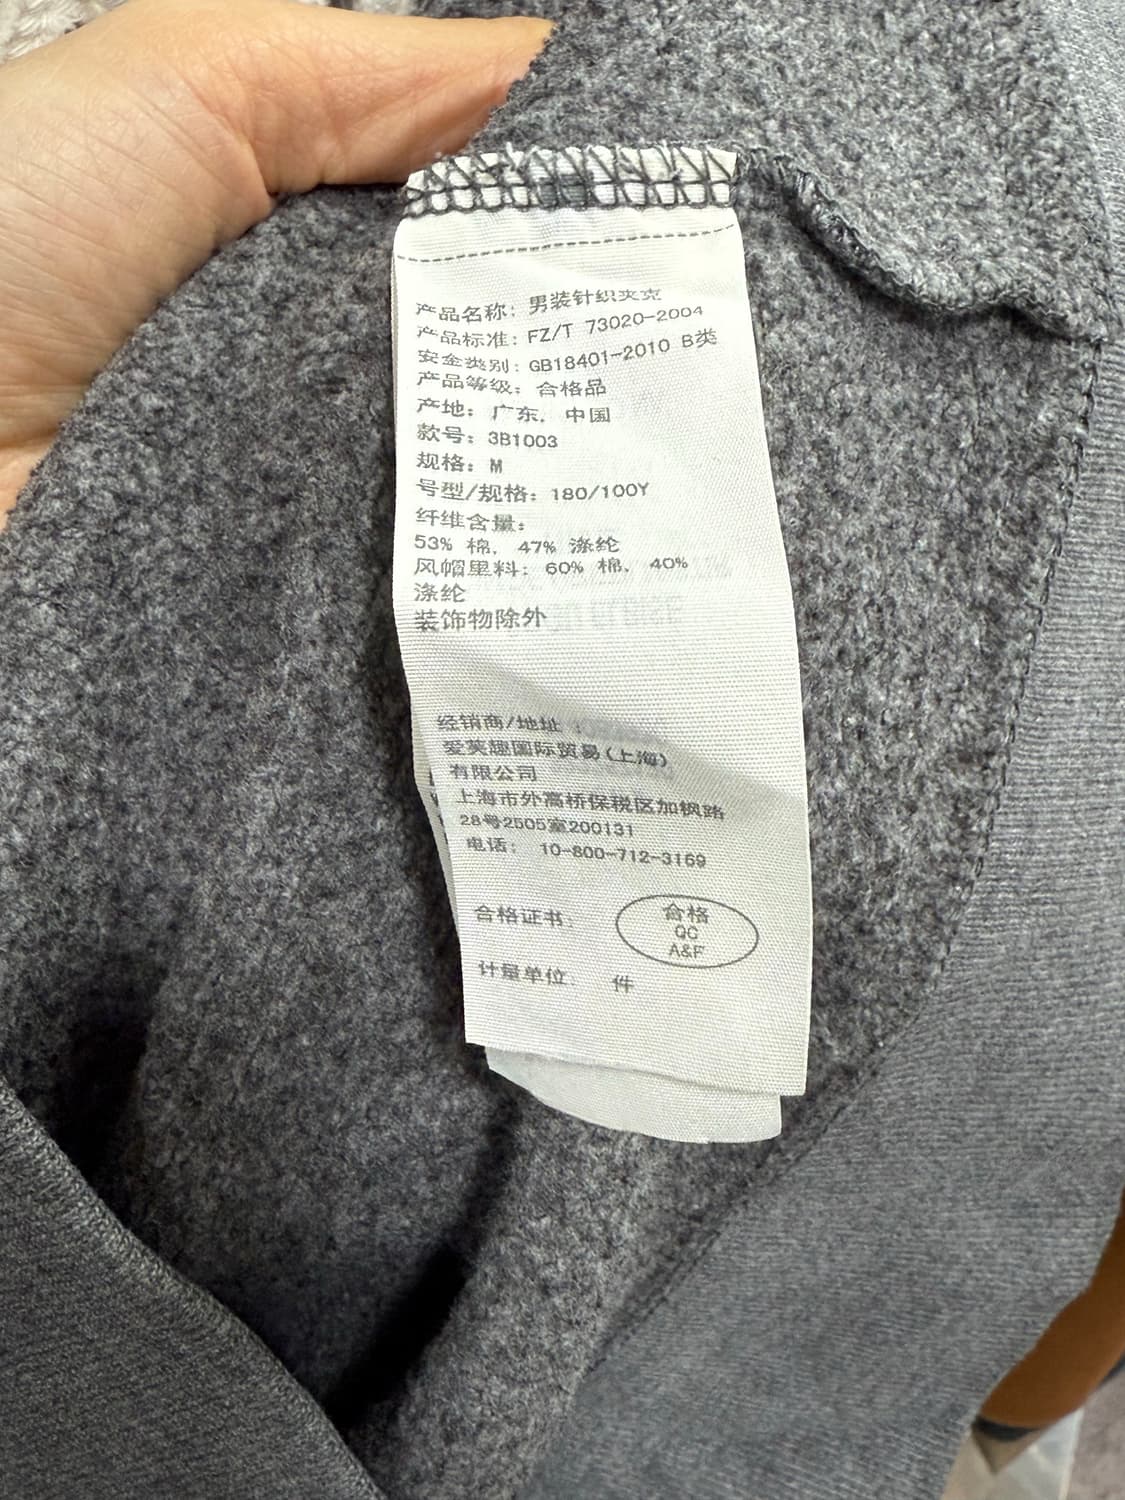 产品名称：男装针织夹克
产品标准：FZ/T 73020-2004
安全类别：GB18401-2010 B类
产品等级：合格品
产地：广东，中国
款号：3B1003
规格：M
号型/规格：180/100Y
纤维含量：
53% 棉，47% 涤纶
风帽里料：60% 棉，40%
涤纶
装饰物除外
经销商/地址：
爱芙趣国际贸易(上海)
有限公司
上海市外高桥保税区加枫路
28号2505室200131
电话：10-800-712-3169
合格证书：
合格
QC
A&F
计量单位：件